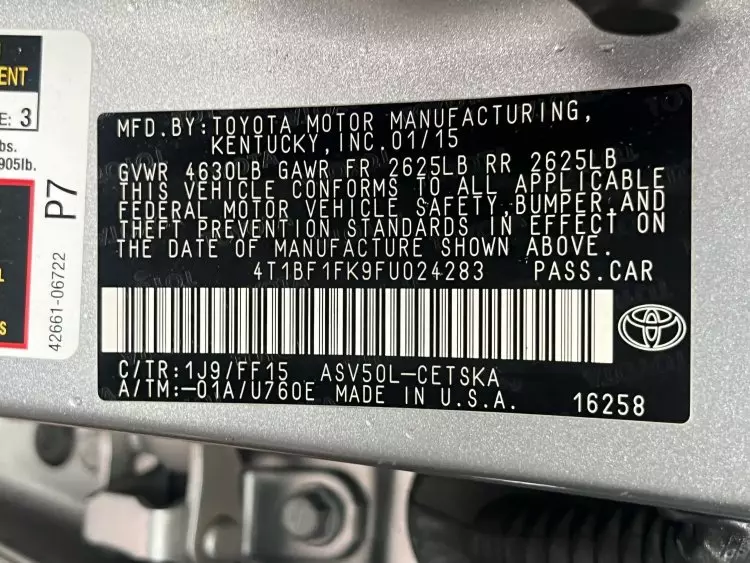 ENT
E: 3
bs.
905lb.
L
S
P7
42661-06722
MFD.BY:TOYOTA MOTOR MANUFACTURING,
KENTUCKY,INC.01/15
GVWR 4630LB GAWR FR 2625LB RR 2625LB
THIS VEHICLE CONFORMS TO ALL APPLICABLE
FEDERAL MOTOR VEHICLE SAFETY,BUMPER,AND
THEFT PREVENTION STANDARDS IN EFFECT ON
THE DATE OF MANUFACTURE SHOWN ABOVE.
4T1BF1FK9FU024283 PASS.CAR
C/TR:1J9/FF15 ASV50L-CETSKA
A/TM:-01A/U760E MADE IN U.S.A. 16258